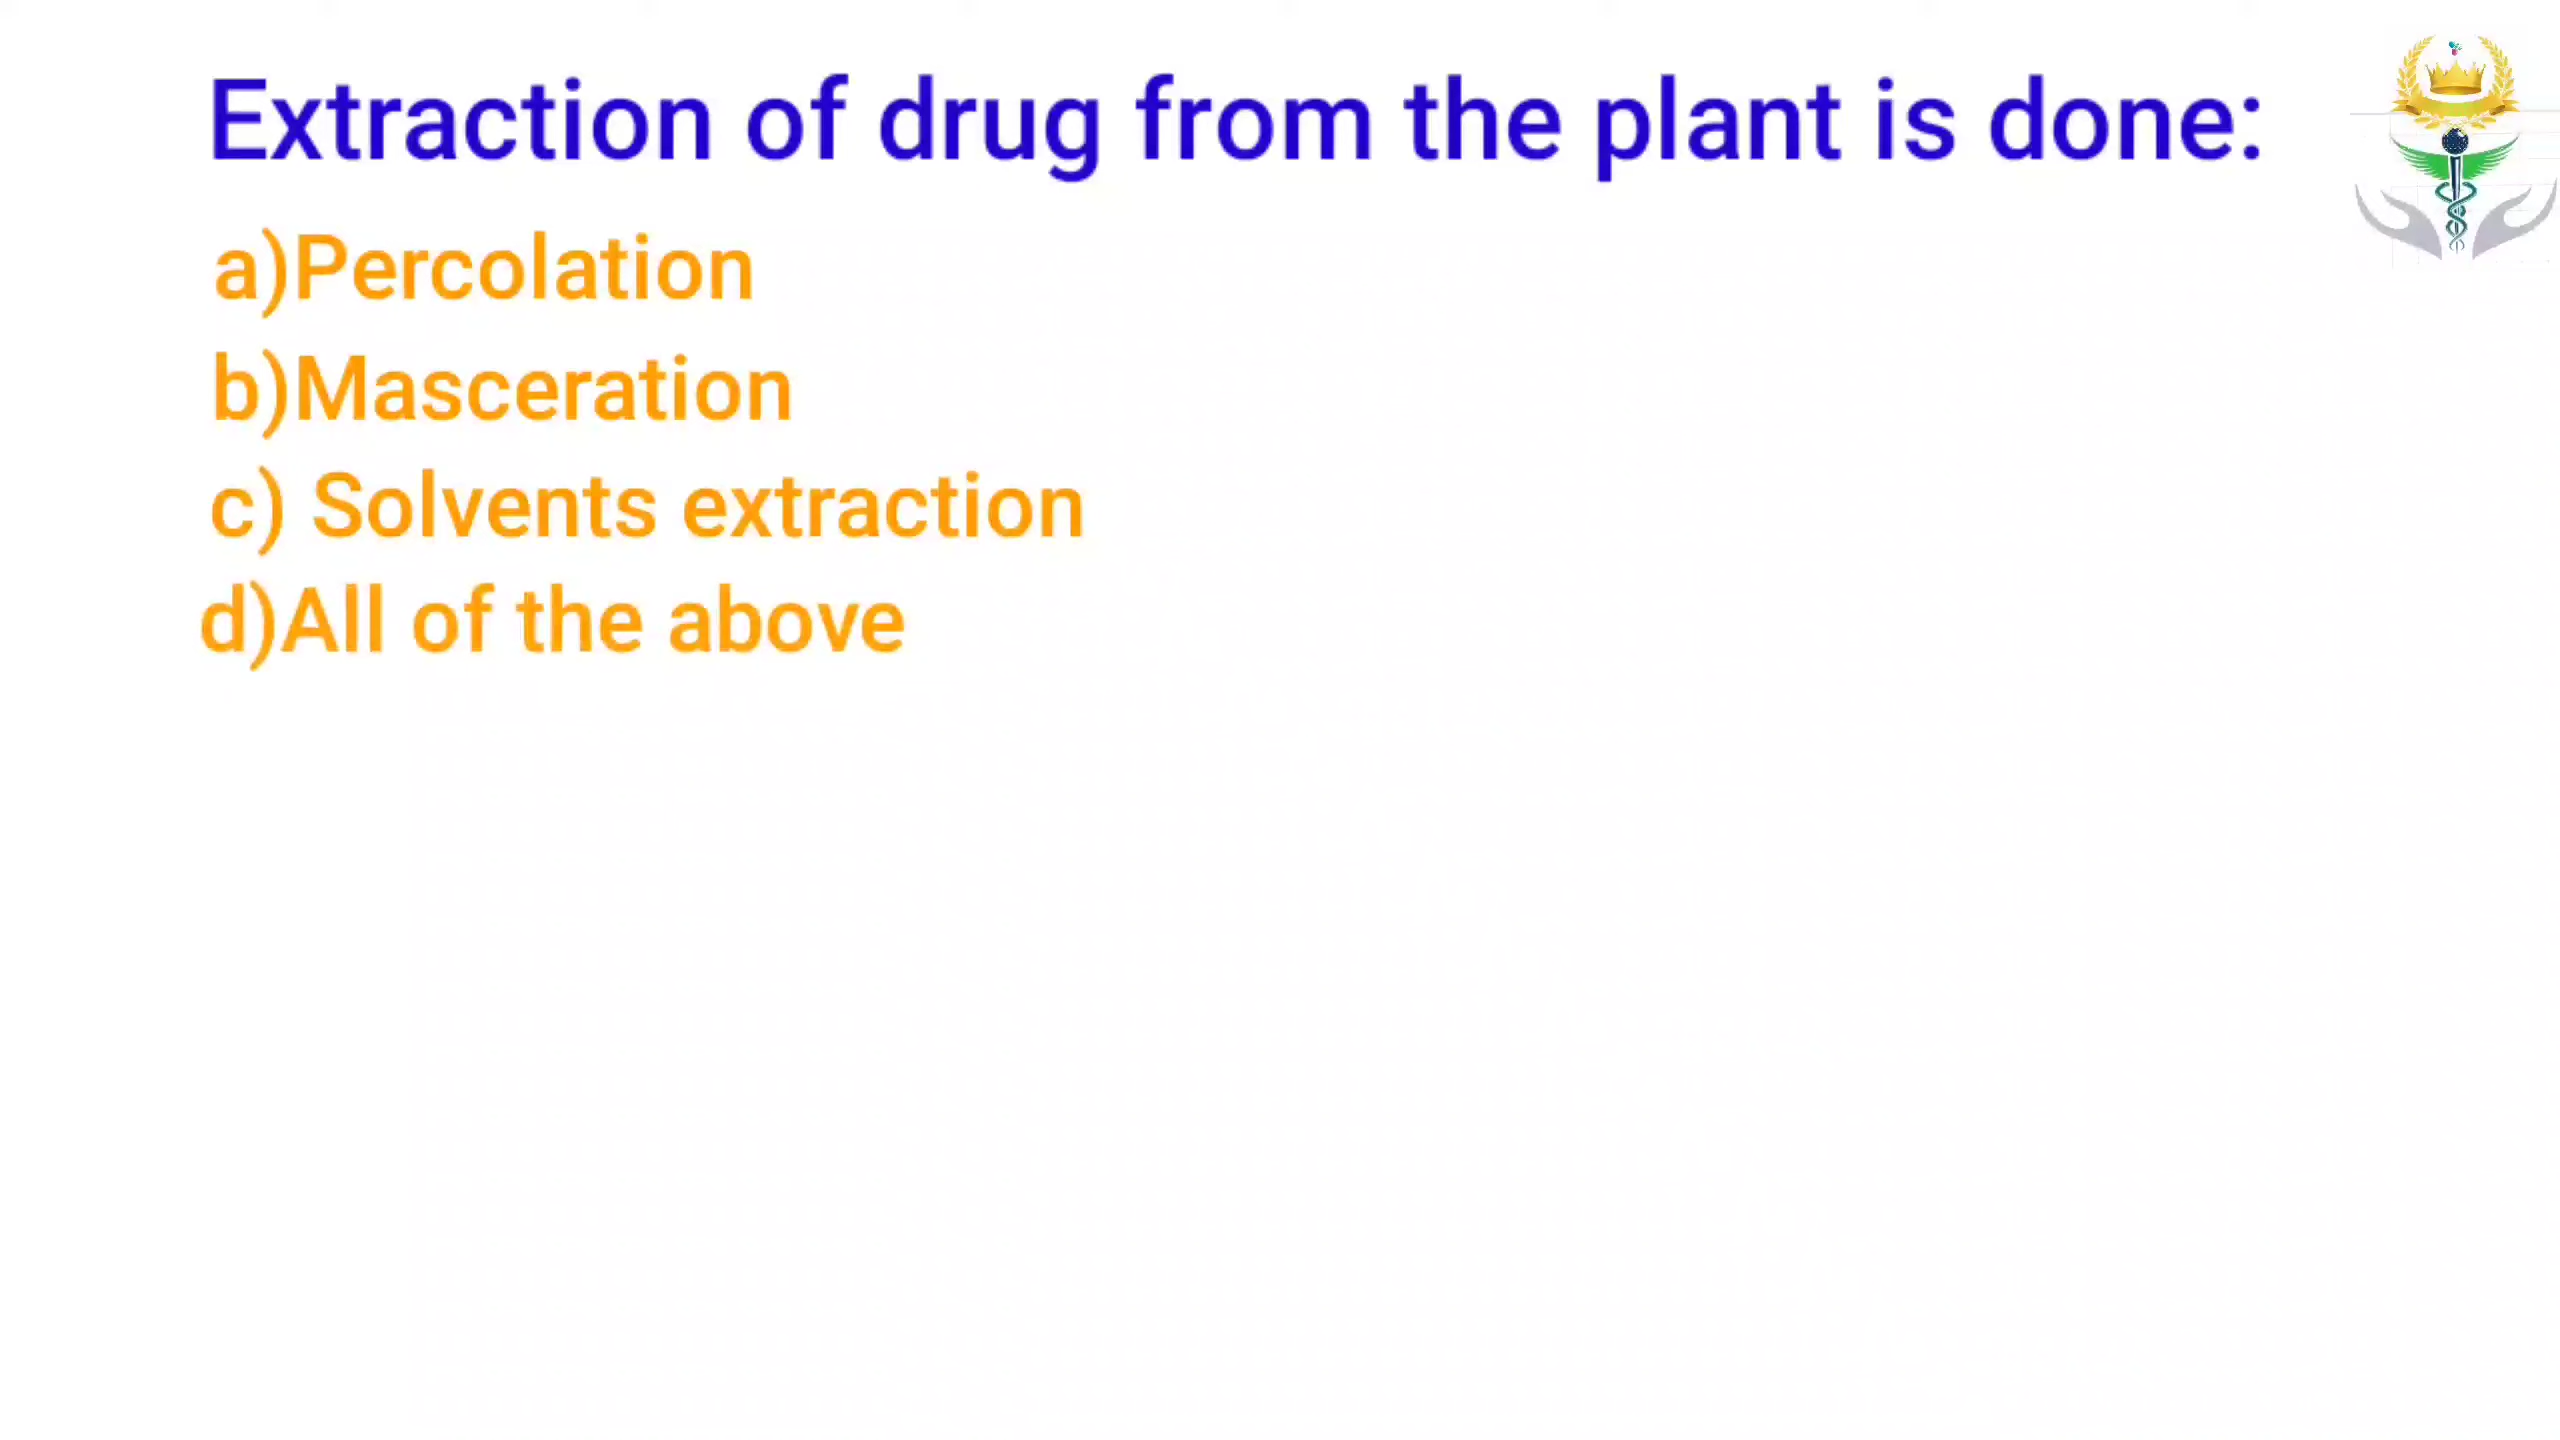 Extraction of drug from the plant is done:
a)Percolation
b)Masceration
c) Solvents extraction
d)All of the above